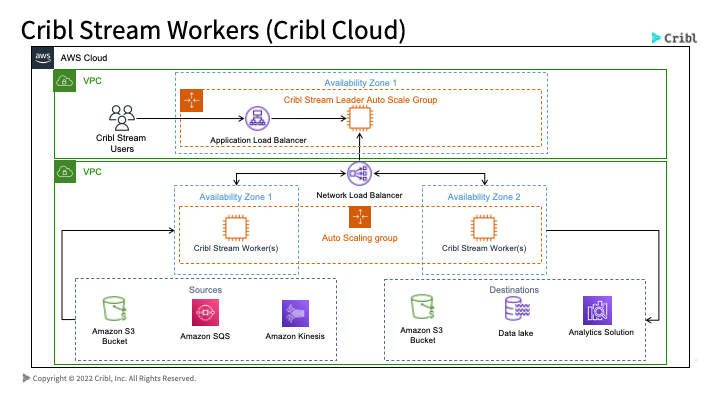 Cribl Stream Workers (Cribl Cloud)
Cribl
aws
AWS Cloud
VPC
Availability Zone 1
Cribl Stream Leader Auto Scale Group
Cribl Stream
Users
Application Load Balancer
VPC
Network Load Balancer
Availability Zone 1
Availability Zone 2
Cribl Stream Worker(s)
Auto Scaling group
Cribl Stream Worker(s)
Sources
Amazon S3
Bucket
Amazon SQS
Amazon Kinesis
Destinations
Amazon S3
Bucket
Data lake
Analytics Solution
Copyright © 2022 Cribl, Inc. All Rights Reserved.